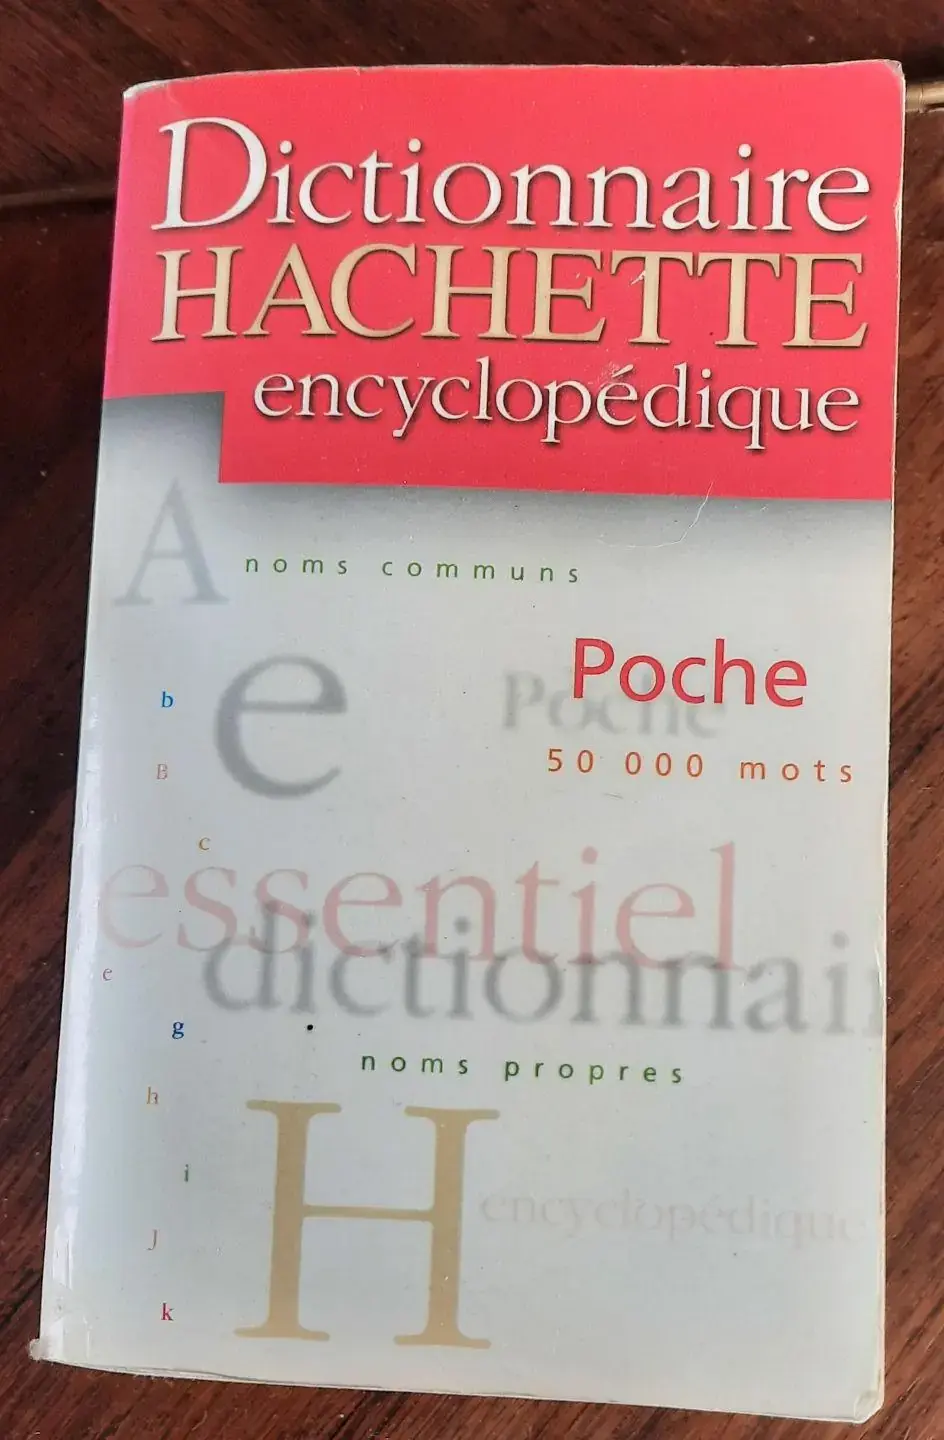 Dictionnaire
HACHETTE
encyclopédique
A
noms communs
e
Poche
Poche
b
50 000 mots
B
c
essentiel
dictionnai
e
g
noms propres
h
H
i
encyclopédique
J
k